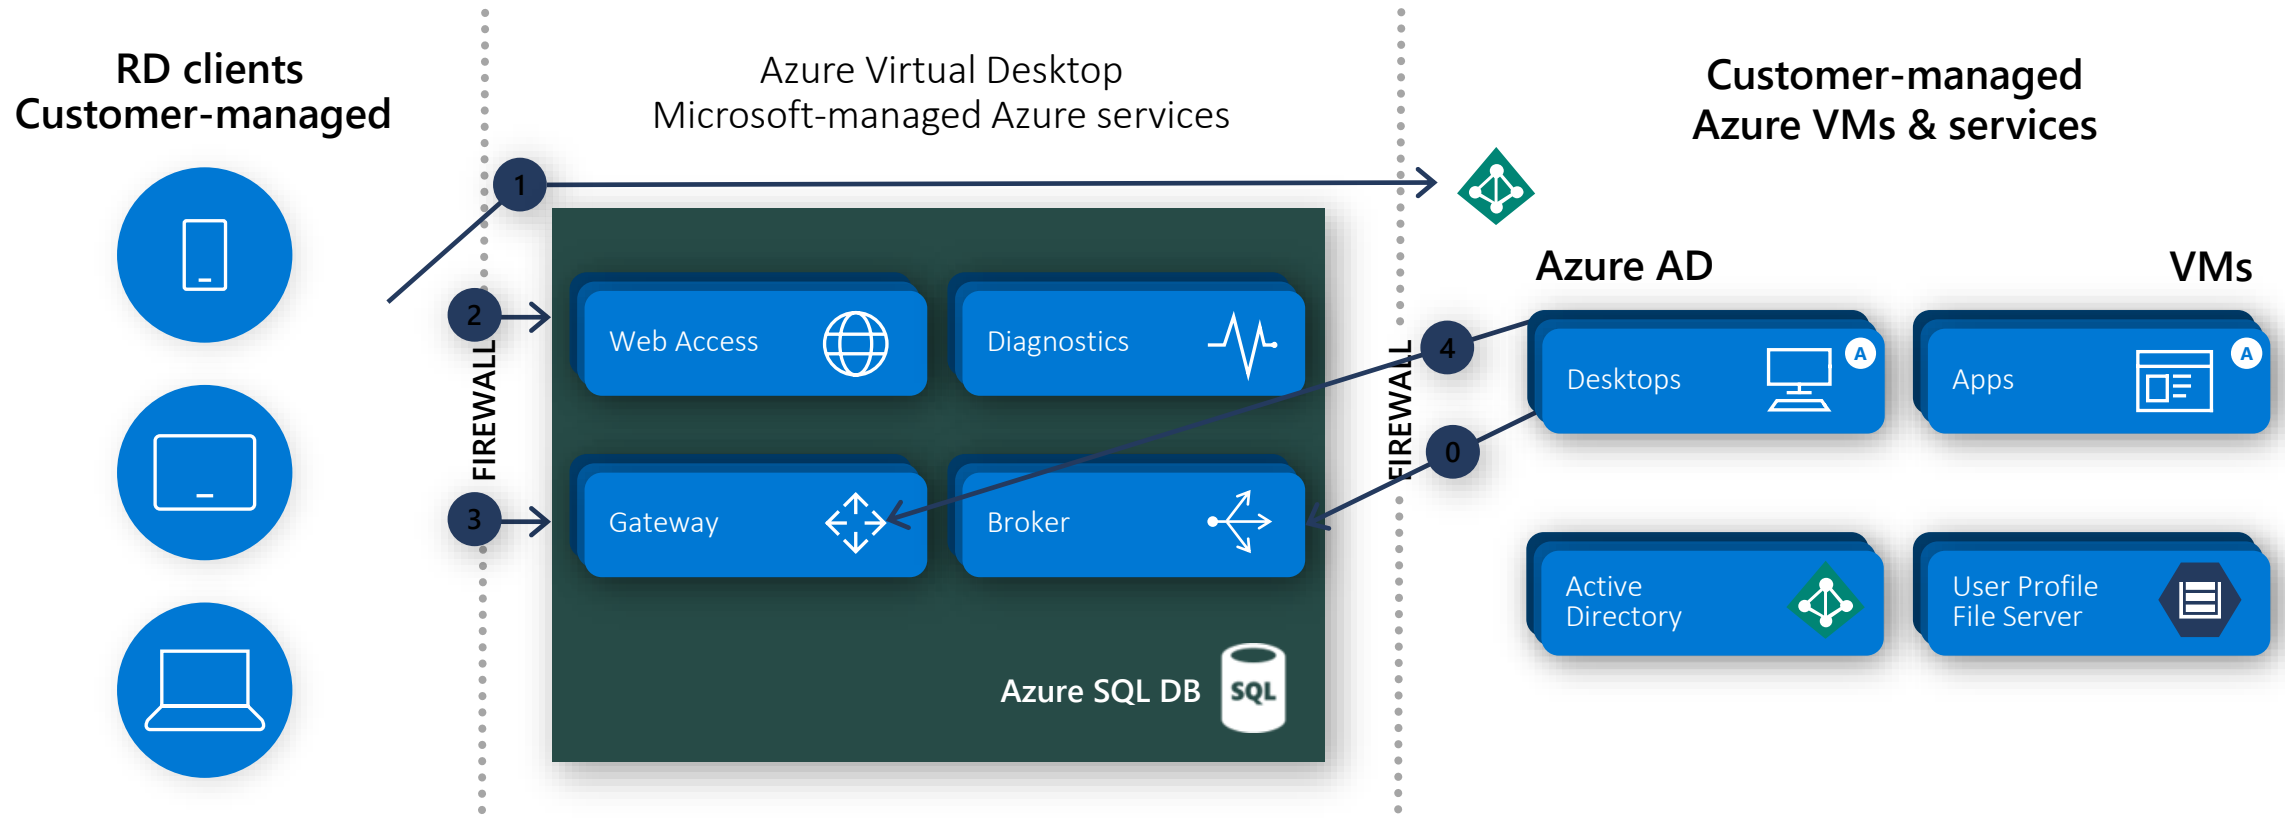 RD clients
Customer-managed
Azure Virtual Desktop
Microsoft-managed Azure services
Customer-managed
Azure VMs & services
1
Azure AD
VMs
2
FIREWALL
3
Web Access
Diagnostics
Gateway
Broker
Azure SQL DB
SQL
FIREWALL
4
0
Desktops
A
Apps
A
Active
Directory
User Profile
File Server